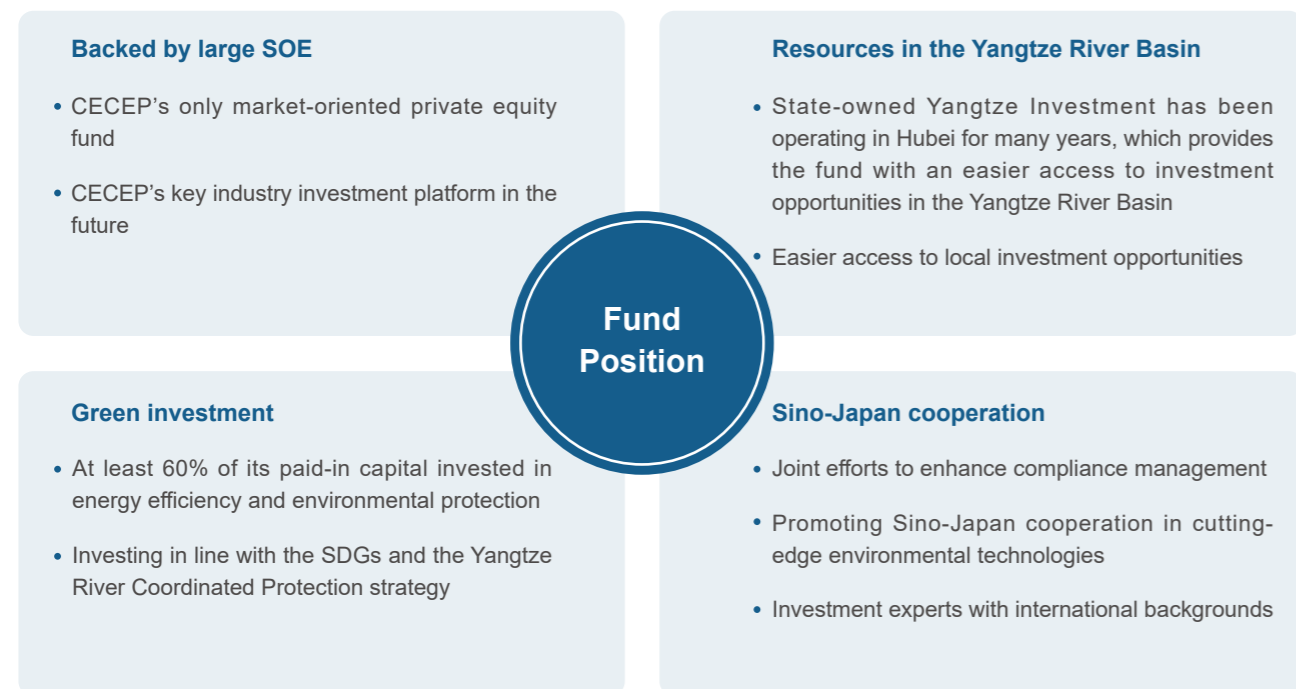 Backed by large SOE
• CECEP’s only market-oriented private equity
fund
• CECEP’s key industry investment platform in the
future
Resources in the Yangtze River Basin
• State-owned Yangtze Investment has been
operating in Hubei for many years, which provides
the fund with an easier access to investment
opportunities in the Yangtze River Basin
• Easier access to local investment opportunities
Fund
Position
Green investment
• At least 60% of its paid-in capital invested in
energy efficiency and environmental protection
• Investing in line with the SDGs and the Yangtze
River Coordinated Protection strategy
Sino-Japan cooperation
• Joint efforts to enhance compliance management
• Promoting Sino-Japan cooperation in cutting-
edge environmental technologies
• Investment experts with international backgrounds